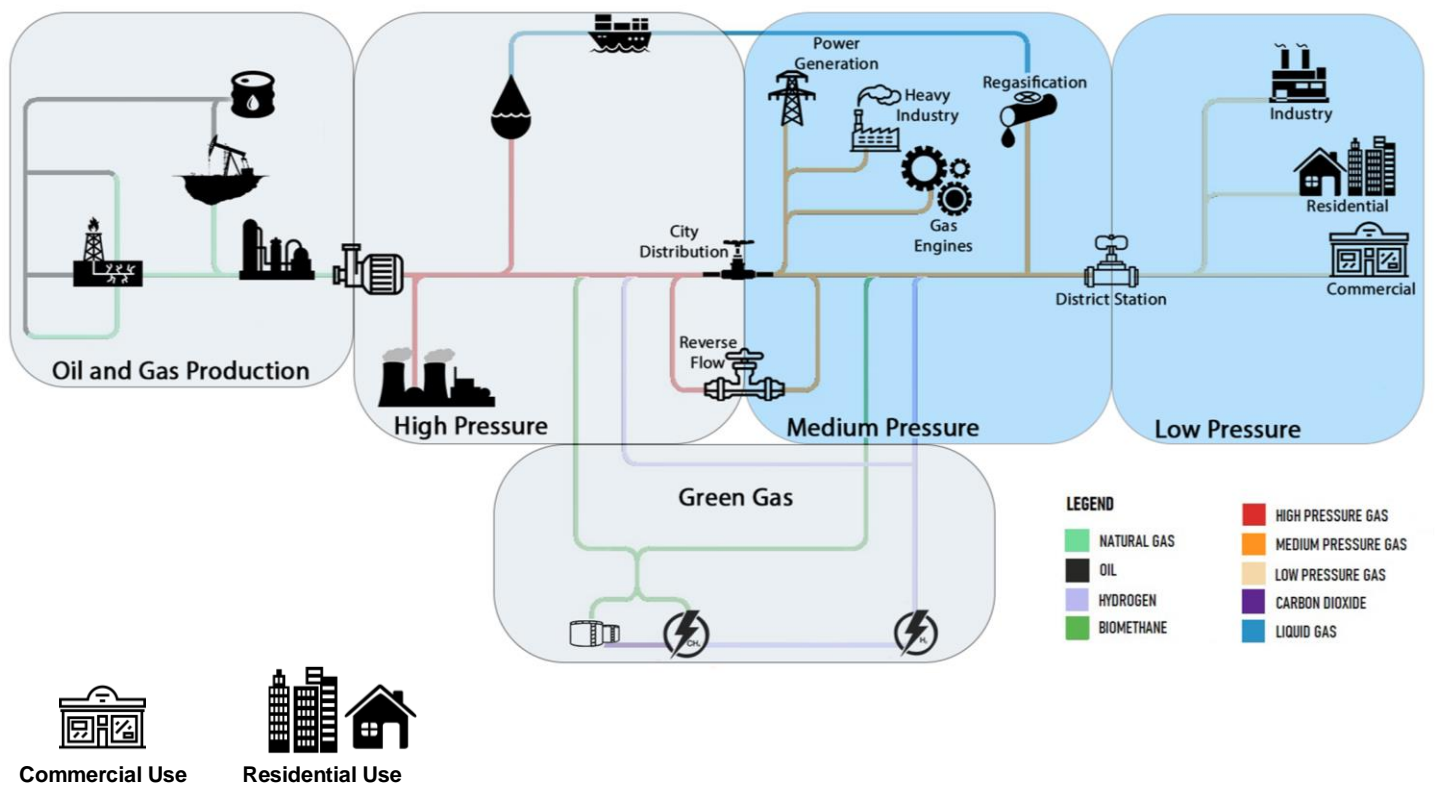 Power
Generation
Heavy
Industry
Regasification
Industry
Residential
City
Distribution
Gas
Engines
District Station
Commercial
Reverse
Flow
Oil and Gas Production
High Pressure
Medium Pressure
Low Pressure
Green Gas
CH₄
H₂
LEGEND
NATURAL GAS
OIL
HYDROGEN
BIOMETHANE
HIGH PRESSURE GAS
MEDIUM PRESSURE GAS
LOW PRESSURE GAS
CARBON DIOXIDE
LIQUID GAS
Commercial Use
Residential Use